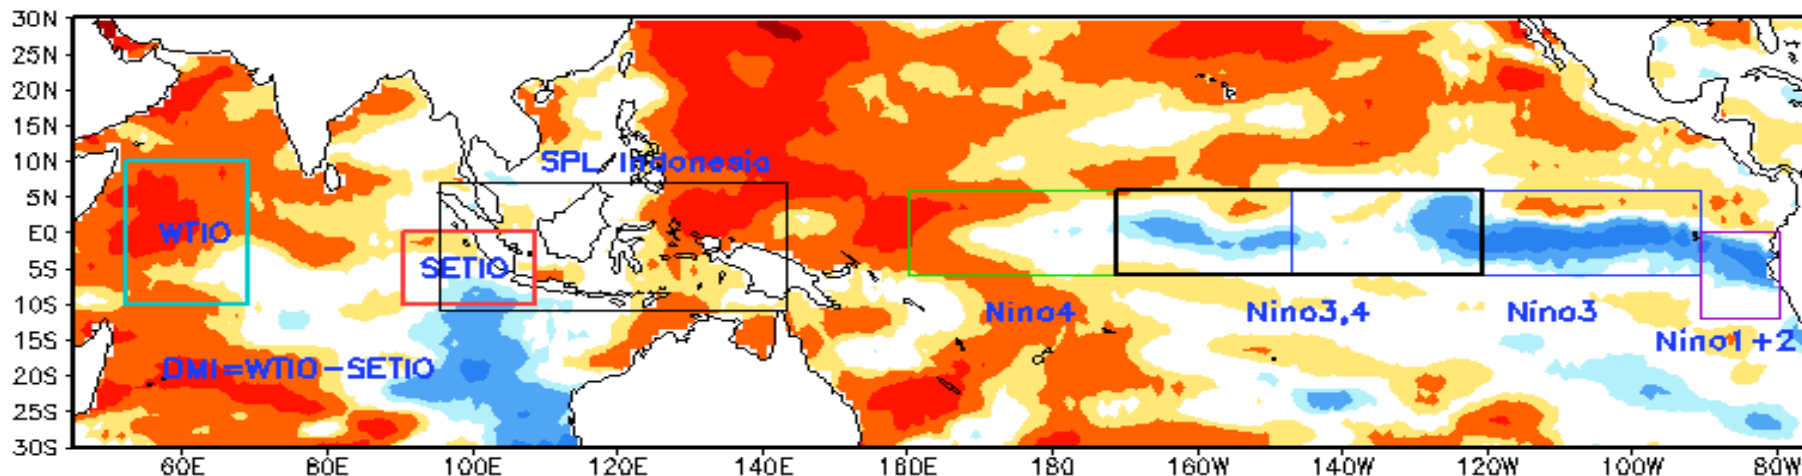 30N
25N
20N
15N
10N
5N
EQ
5S
10S
15S
20S
25S
30S
SPL Indonesia
WTIO
SETIO
Nino4
Nino3,4
Nino3
Nino1+2
DMI=WTIO-SETIO
60E 80E 100E 120E 140E 160E 180 160W 140W 120W 100W 80W